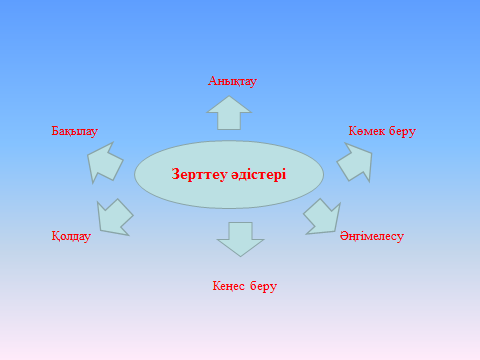 Анықтау
Бақылау
Көмек беру
Зерттеу әдістері
Қолдау
Әңгімелесу
Кеңес беру